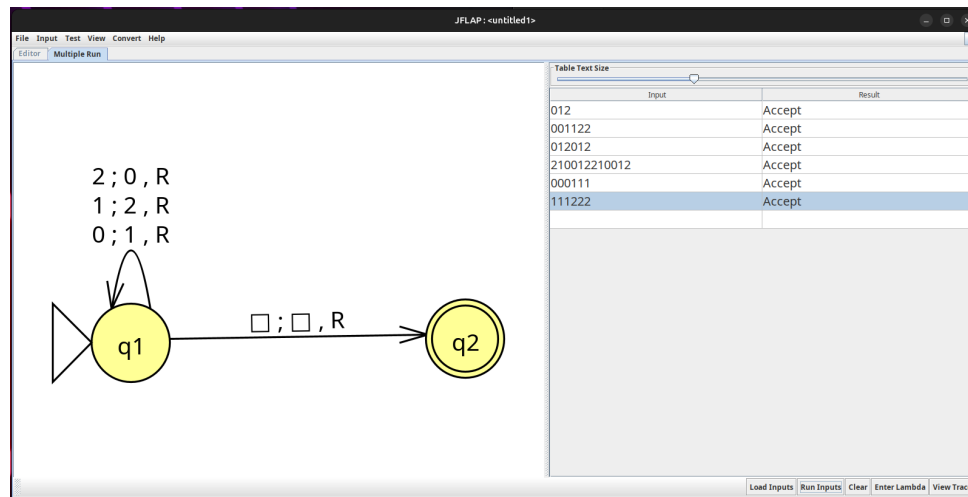 JFLAP : <untitled1>
File Input Test View Convert Help
Editor Multiple Run
Table Text Size
Input Result
012 Accept
001122 Accept
012012 Accept
210012210012 Accept
000111 Accept
111222 Accept
2 ; 0 , R
1 ; 2 , R
0 ; 1 , R
□ ; □ , R
q1 q2
Load Inputs Run Inputs Clear Enter Lambda View Trac